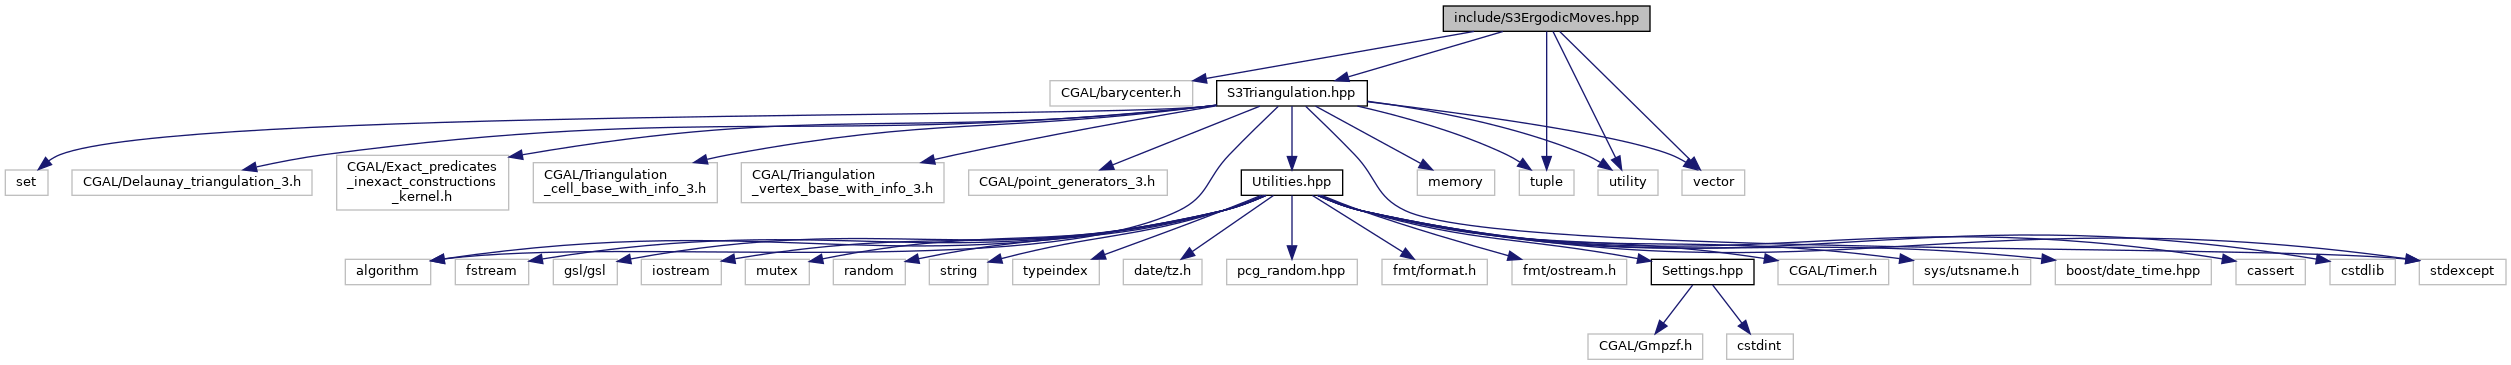 include/S3ErgodicMoves.hpp
CGAL/barycenter.h
S3Triangulation.hpp
set
CGAL/Delaunay_triangulation_3.h
CGAL/Exact_predicates
_inexact_constructions
_kernel.h
CGAL/Triangulation
_cell_base_with_info_3.h
CGAL/Triangulation
_vertex_base_with_info_3.h
CGAL/point_generators_3.h
Utilities.hpp
memory
tuple
utility
vector
algorithm
fstream
gsl/gsl
iostream
mutex
random
string
typeindex
date/tz.h
pcg_random.hpp
fmt/format.h
fmt/ostream.h
Settings.hpp
CGAL/Timer.h
sys/utsname.h
boost/date_time.hpp
cassert
cstdlib
stdexcept
CGAL/Gmpzf.h
cstdint